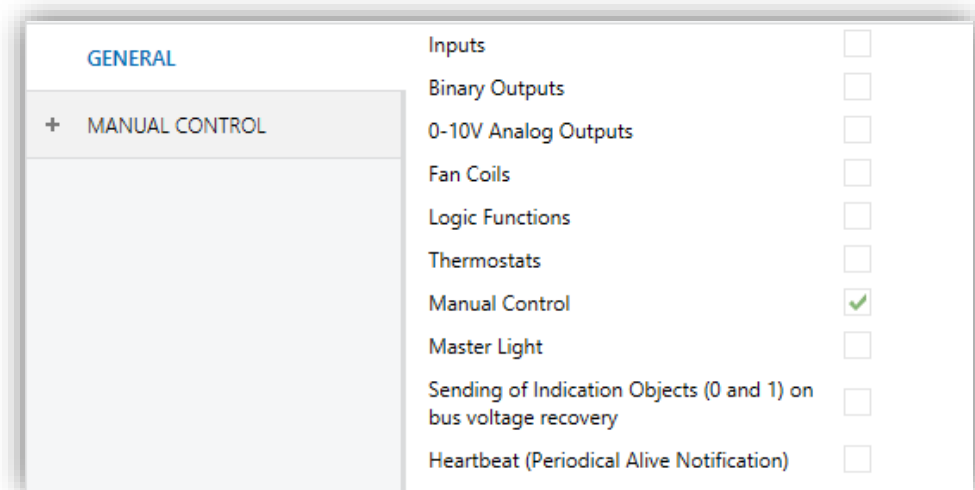 GENERAL
+ MANUAL CONTROL
Inputs
Binary Outputs
0-10V Analog Outputs
Fan Coils
Logic Functions
Thermostats
Manual Control
Master Light
Sending of Indication Objects (0 and 1) on
bus voltage recovery
Heartbeat (Periodical Alive Notification)